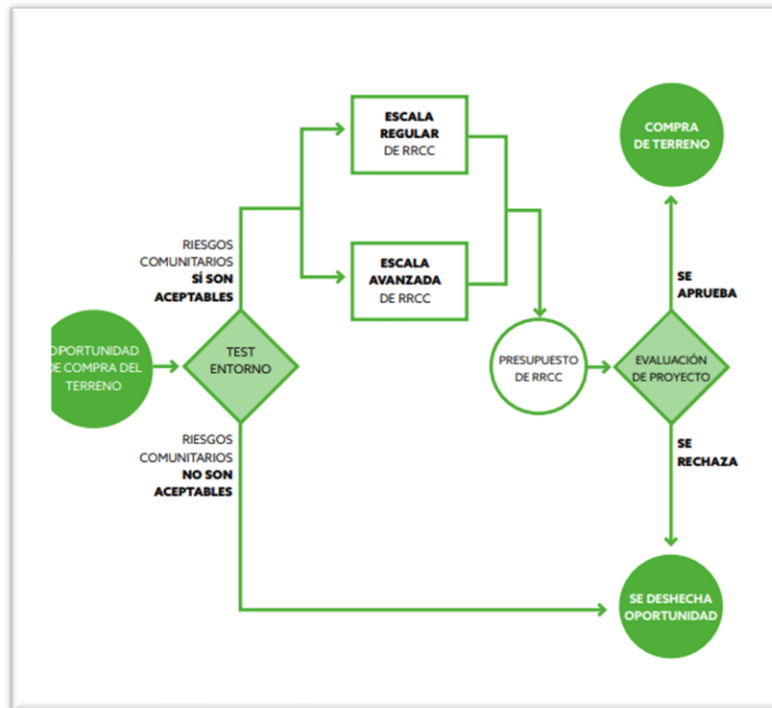 ESCALA
REGULAR
DE RRCC
COMPRA
DE TERRENO
RIESGOS
COMUNITARIOS
SÍ SON
ACEPTABLES
ESCALA
AVANZADA
DE RRCC
SE
APRUEBA
OPORTUNIDAD
DE COMPRA DEL
TERRENO
TEST
ENTORNO
PRESUPUESTO
DE RRCC
EVALUACIÓN
DE PROYECTO
RIESGOS
COMUNITARIOS
NO SON
ACEPTABLES
SE
RECHAZA
SE DESHECHA
OPORTUNIDAD